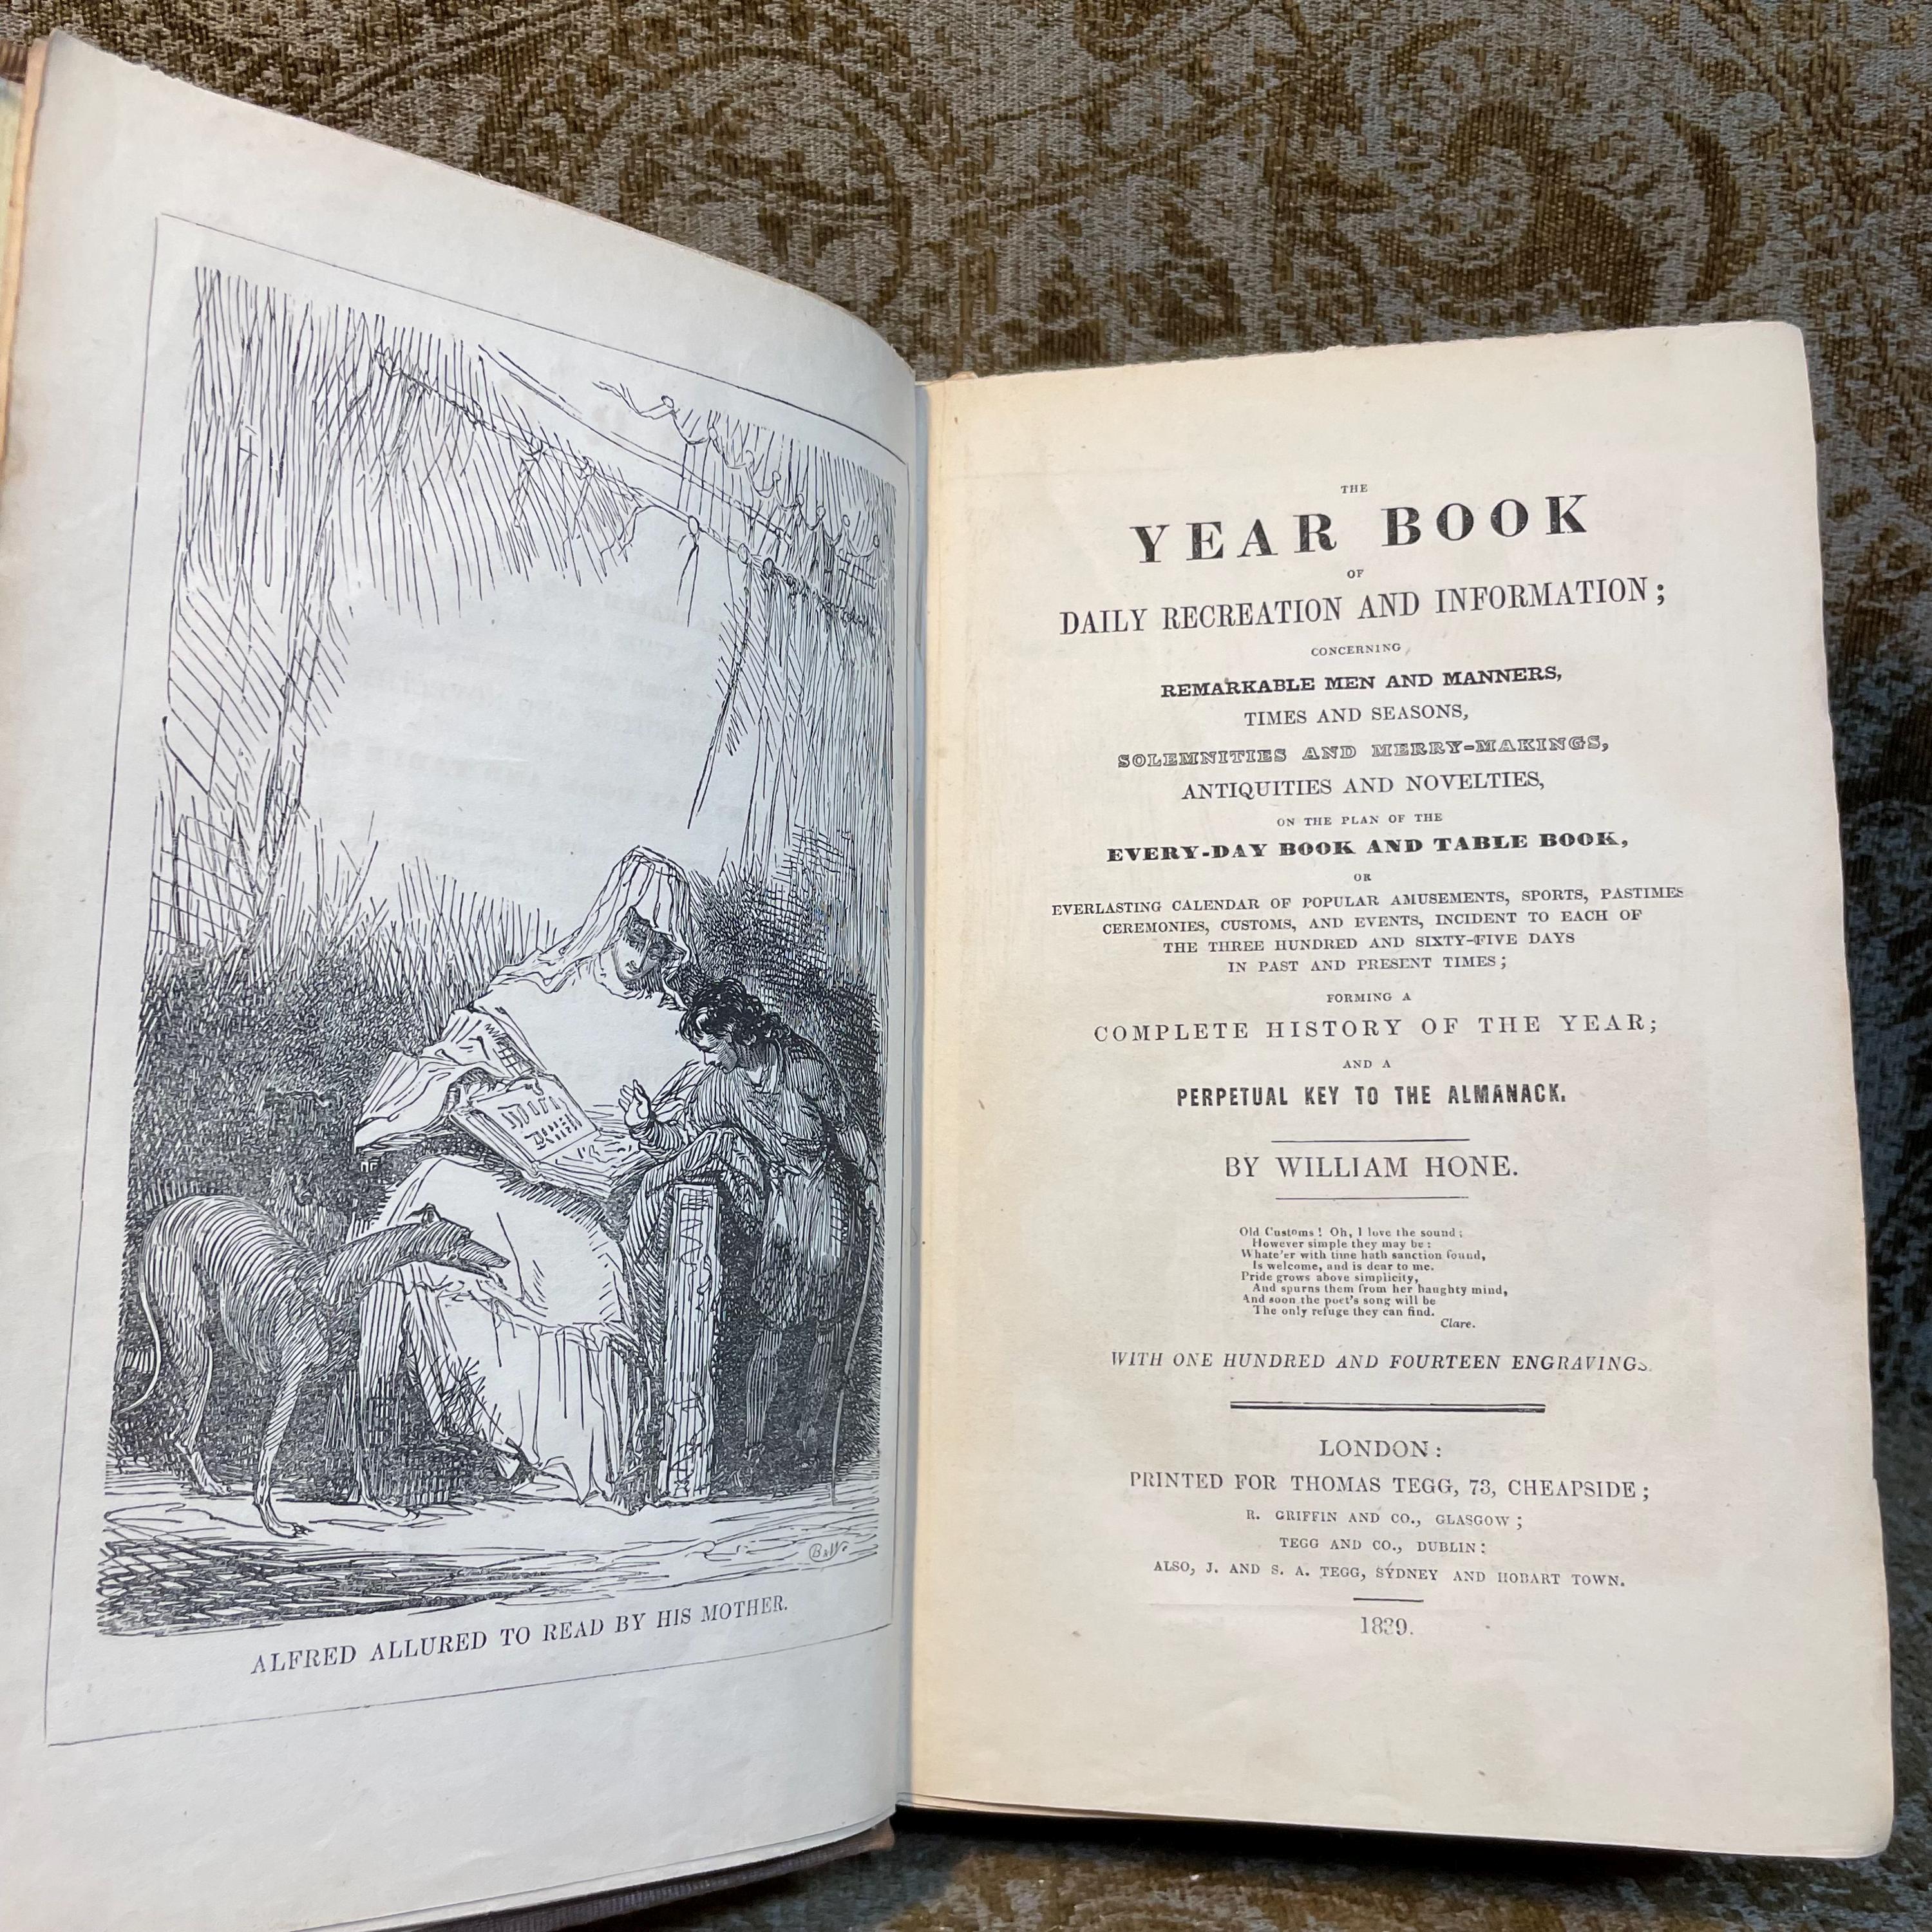 B & W.
ALFRED ALLURED TO READ BY HIS MOTHER.
THE
YEAR BOOK
OF
DAILY RECREATION AND INFORMATION;
CONCERNING
REMARKABLE MEN AND MANNERS,
TIMES AND SEASONS,
SOLEMNITIES AND MERRY-MAKINGS,
ANTIQUITIES AND NOVELTIES,
ON THE PLAN OF THE
EVERY-DAY BOOK AND TABLE BOOK,
OR
EVERLASTING CALENDAR OF POPULAR AMUSEMENTS, SPORTS, PASTIMES
CEREMONIES, CUSTOMS, AND EVENTS, INCIDENT TO EACH OF
THE THREE HUNDRED AND SIXTY-FIVE DAYS
IN PAST AND PRESENT TIMES;
FORMING A
COMPLETE HISTORY OF THE YEAR;
AND A
PERPETUAL KEY TO THE ALMANACK.
BY WILLIAM HONE.
Old Customs! Oh, I love the sound;
However simple they may be:
Whate'er with time hath sanction found,
Is welcome, and is dear to me.
Pride grows above simplicity,
And spurns them from her haughty mind,
And soon the poet's song will be
The only refuge they can find.
Clare.
WITH ONE HUNDRED AND FOURTEEN ENGRAVINGS.
LONDON:
PRINTED FOR THOMAS TEGG, 73, CHEAPSIDE;
R. GRIFFIN AND CO., GLASGOW;
TEGG AND CO., DUBLIN:
ALSO, J. AND S. A. TEGG, SYDNEY AND HOBART TOWN.
1839.